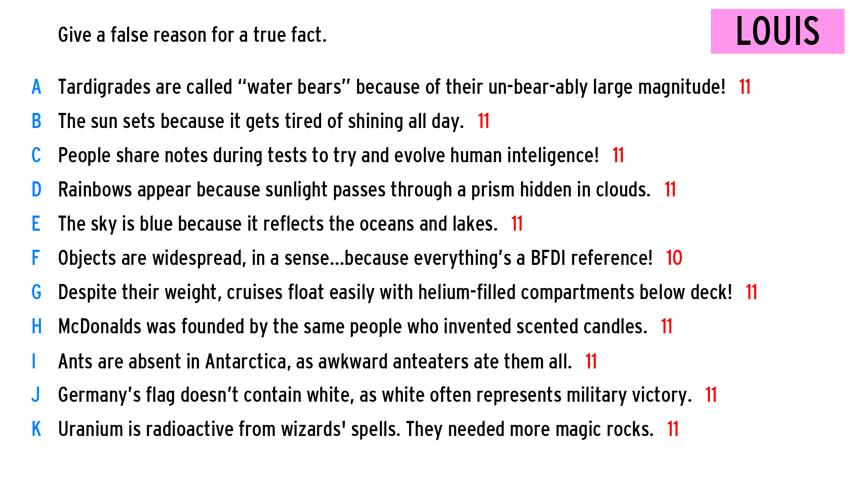 Give a false reason for a true fact.
LOUIS
A Tardigrades are called “water bears” because of their un-bear-ably large magnitude! 11
B The sun sets because it gets tired of shining all day. 11
C People share notes during tests to try and evolve human inteligence! 11
D Rainbows appear because sunlight passes through a prism hidden in clouds. 11
E The sky is blue because it reflects the oceans and lakes. 11
F Objects are widespread, in a sense...because everything’s a BFDI reference! 10
G Despite their weight, cruises float easily with helium-filled compartments below deck! 11
H McDonalds was founded by the same people who invented scented candles. 11
I Ants are absent in Antarctica, as awkward anteaters ate them all. 11
J Germany’s flag doesn’t contain white, as white often represents military victory. 11
K Uranium is radioactive from wizards' spells. They needed more magic rocks. 11